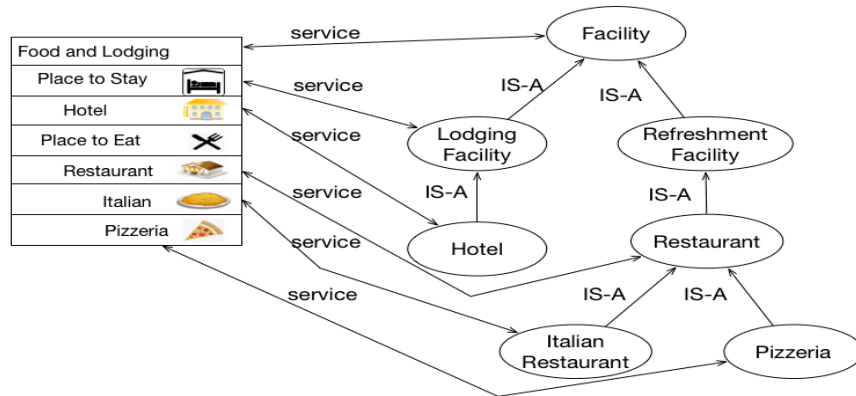 service
Facility
Food and Lodging
Place to Stay
service
IS-A
IS-A
Hotel
service
Lodging
Facility
Refreshment
Facility
Place to Eat
Restaurant
service
IS-A
IS-A
Italian
Pizzeria
service
Hotel
Restaurant
service
IS-A
IS-A
Italian
Restaurant
Pizzeria